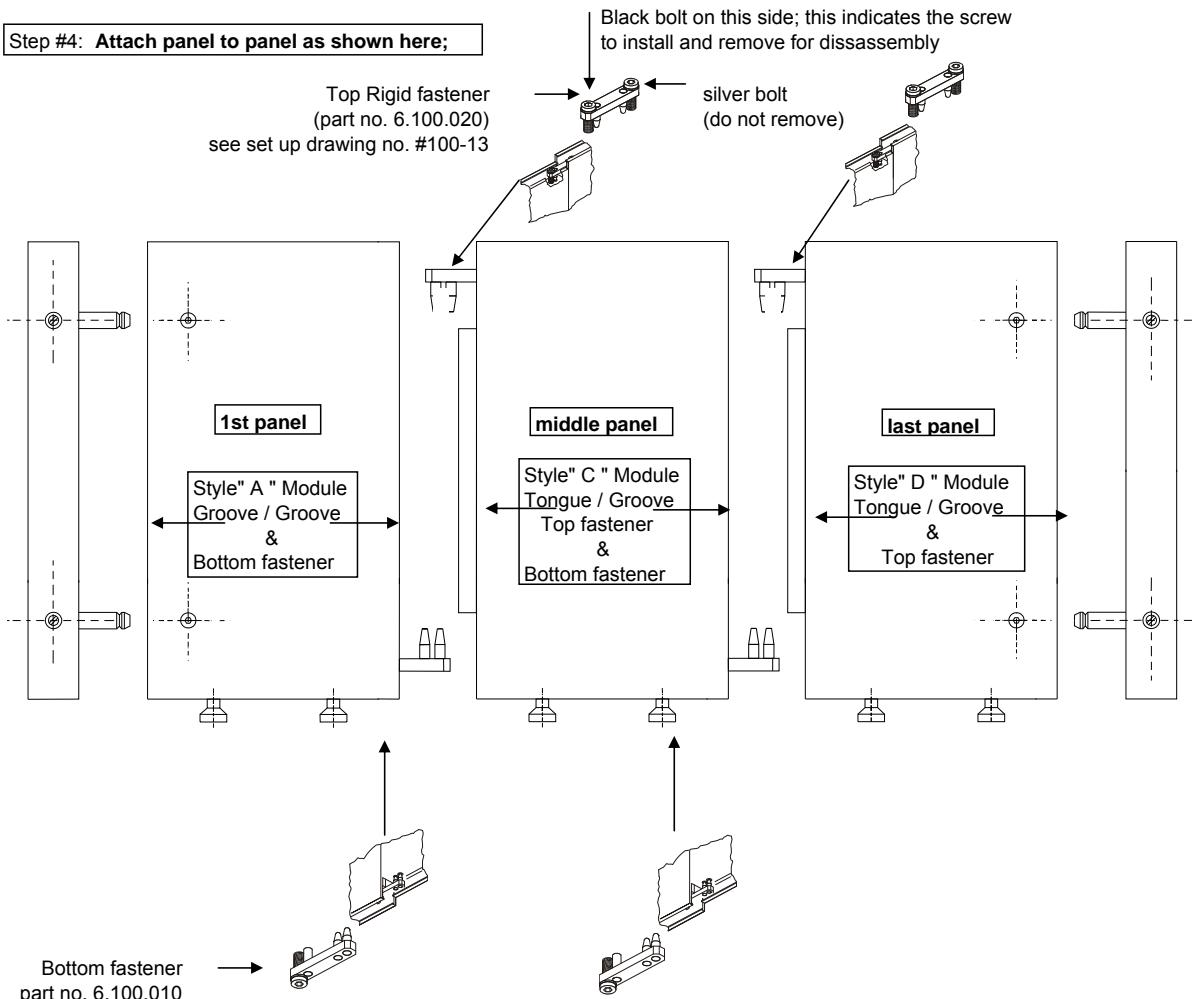 Step #4: Attach panel to panel as shown here;
Black bolt on this side; this indicates the screw
to install and remove for dissassembly
Top Rigid fastener
(part no. 6.100.020)
see set up drawing no. #100-13
silver bolt
(do not remove)
1st panel
Style" A " Module
Groove / Groove
&
Bottom fastener
middle panel
Style" C " Module
Tongue / Groove
Top fastener
&
Bottom fastener
last panel
Style" D " Module
Tongue / Groove
&
Top fastener
Bottom fastener
part no. 6.100.010